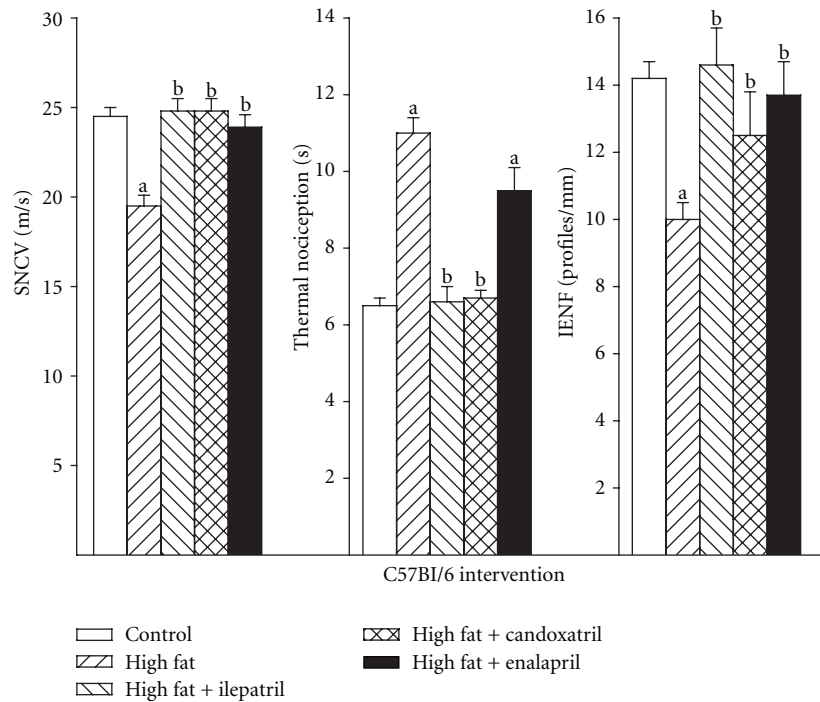 30
25
20
15
10
5
SNCV (m/s)
a
b
b
b
14
12
10
8
6
4
2
Thermal nociception (s)
a
b
b
a
16
14
12
10
8
6
4
2
IENF (profiles/mm)
a
b
b
b
C57BI/6 intervention
Control
High fat
High fat + ilepatril
High fat + candoxatril
High fat + enalapril